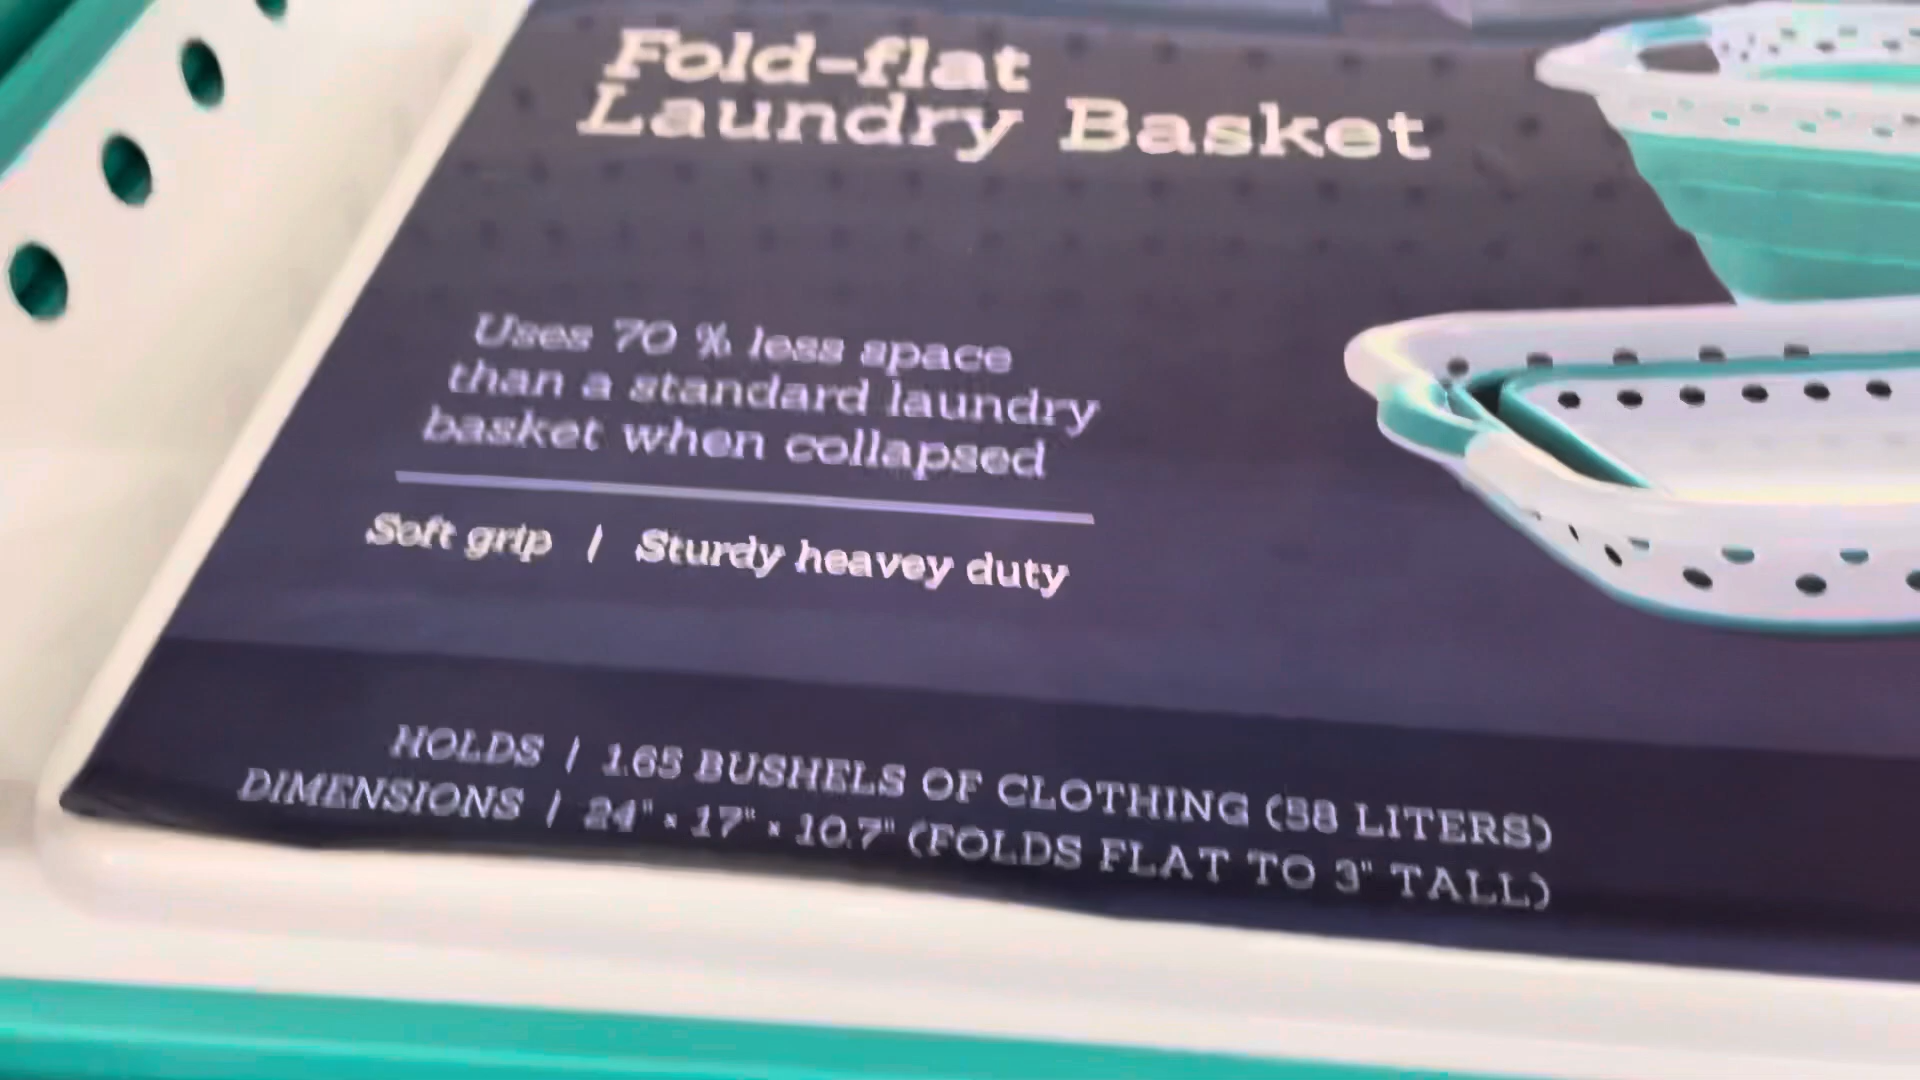 Fold-flat
Laundry Basket
Uses 70 % less space
than a standard laundry
basket when collapsed
Soft grip | Sturdy heavey duty
HOLDS | 1.65 BUSHELS OF CLOTHING (58 LITERS)
DIMENSIONS | 24" x 17" x 10.7" (FOLDS FLAT TO 3" TALL)